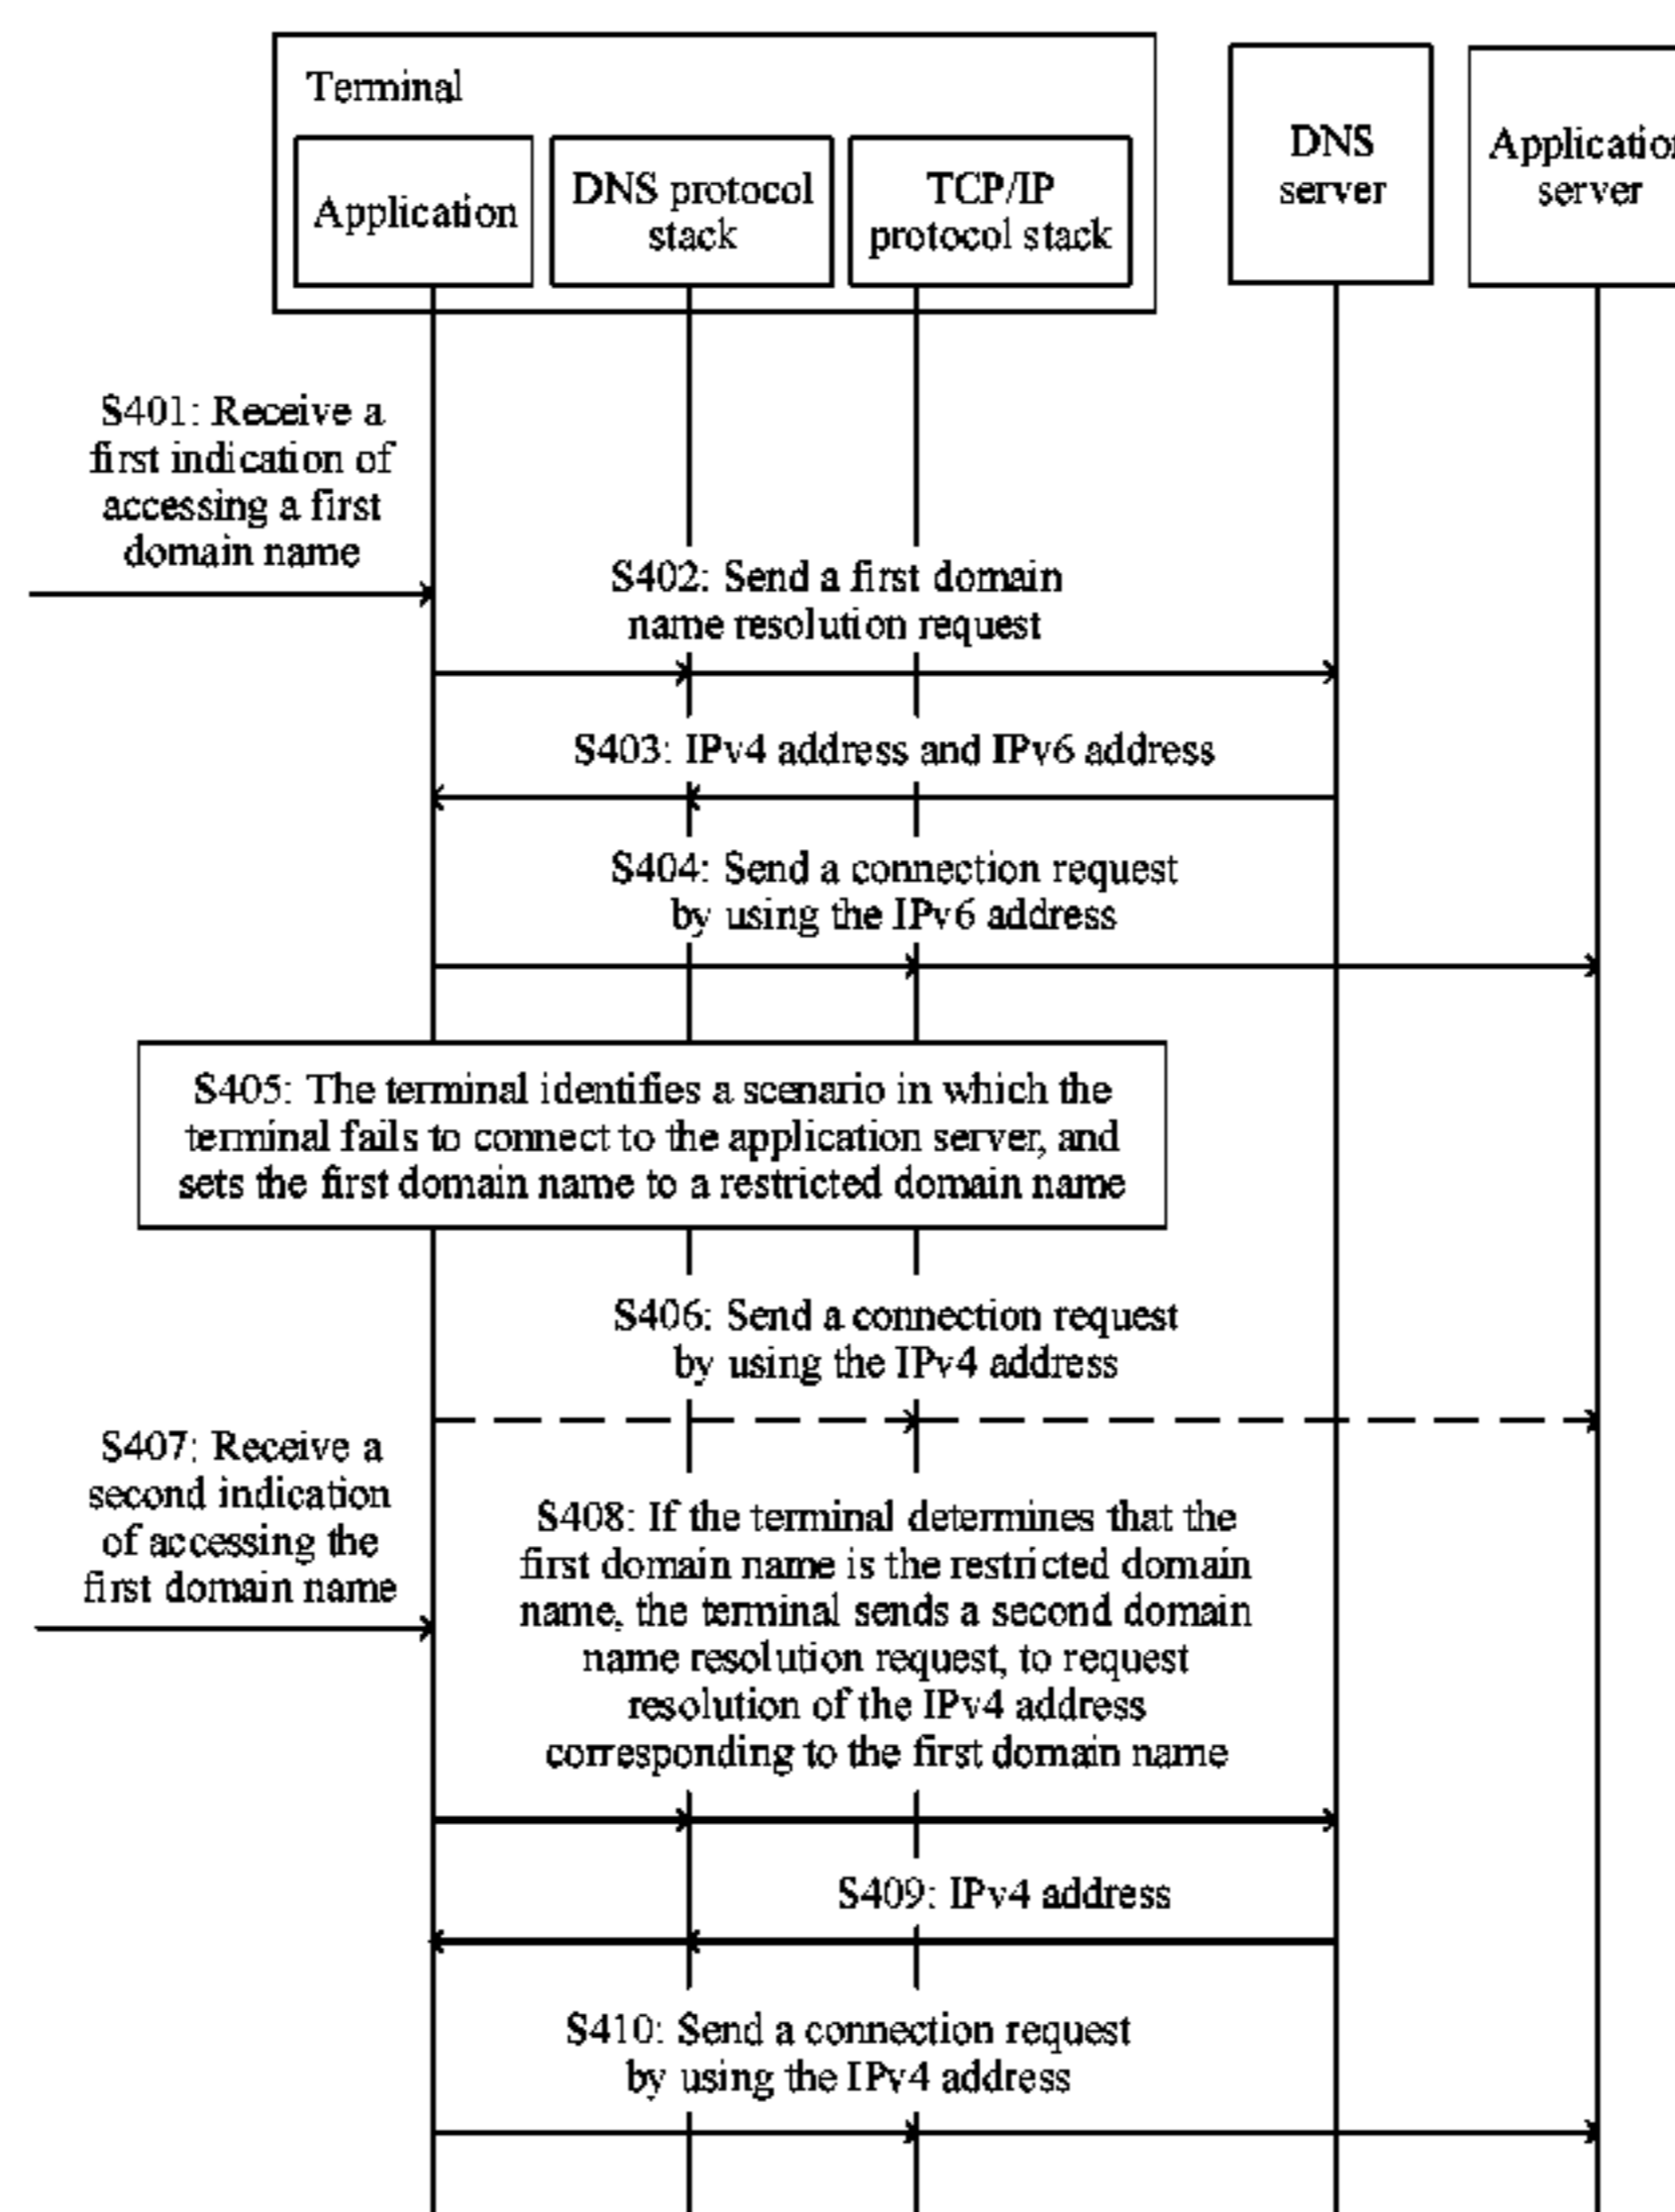 Terminal
Application
DNS protocol
stack
TCP/IP
protocol stack
DNS
server
Application
server
S401: Receive a
first indication of
accessing a first
domain name
S402: Send a first domain
name resolution request
S403: IPv4 address and IPv6 address
S404: Send a connection request
by using the IPv6 address
S405: The terminal identifies a scenario in which the
terminal fails to connect to the application server, and
sets the first domain name to a restricted domain name
S406: Send a connection request
by using the IPv4 address
S407: Receive a
second indication
of accessing the
first domain name
S408: If the terminal determines that the
first domain name is the restricted domain
name, the terminal sends a second domain
name resolution request, to request
resolution of the IPv4 address
corresponding to the first domain name
S409: IPv4 address
S410: Send a connection request
by using the IPv4 address